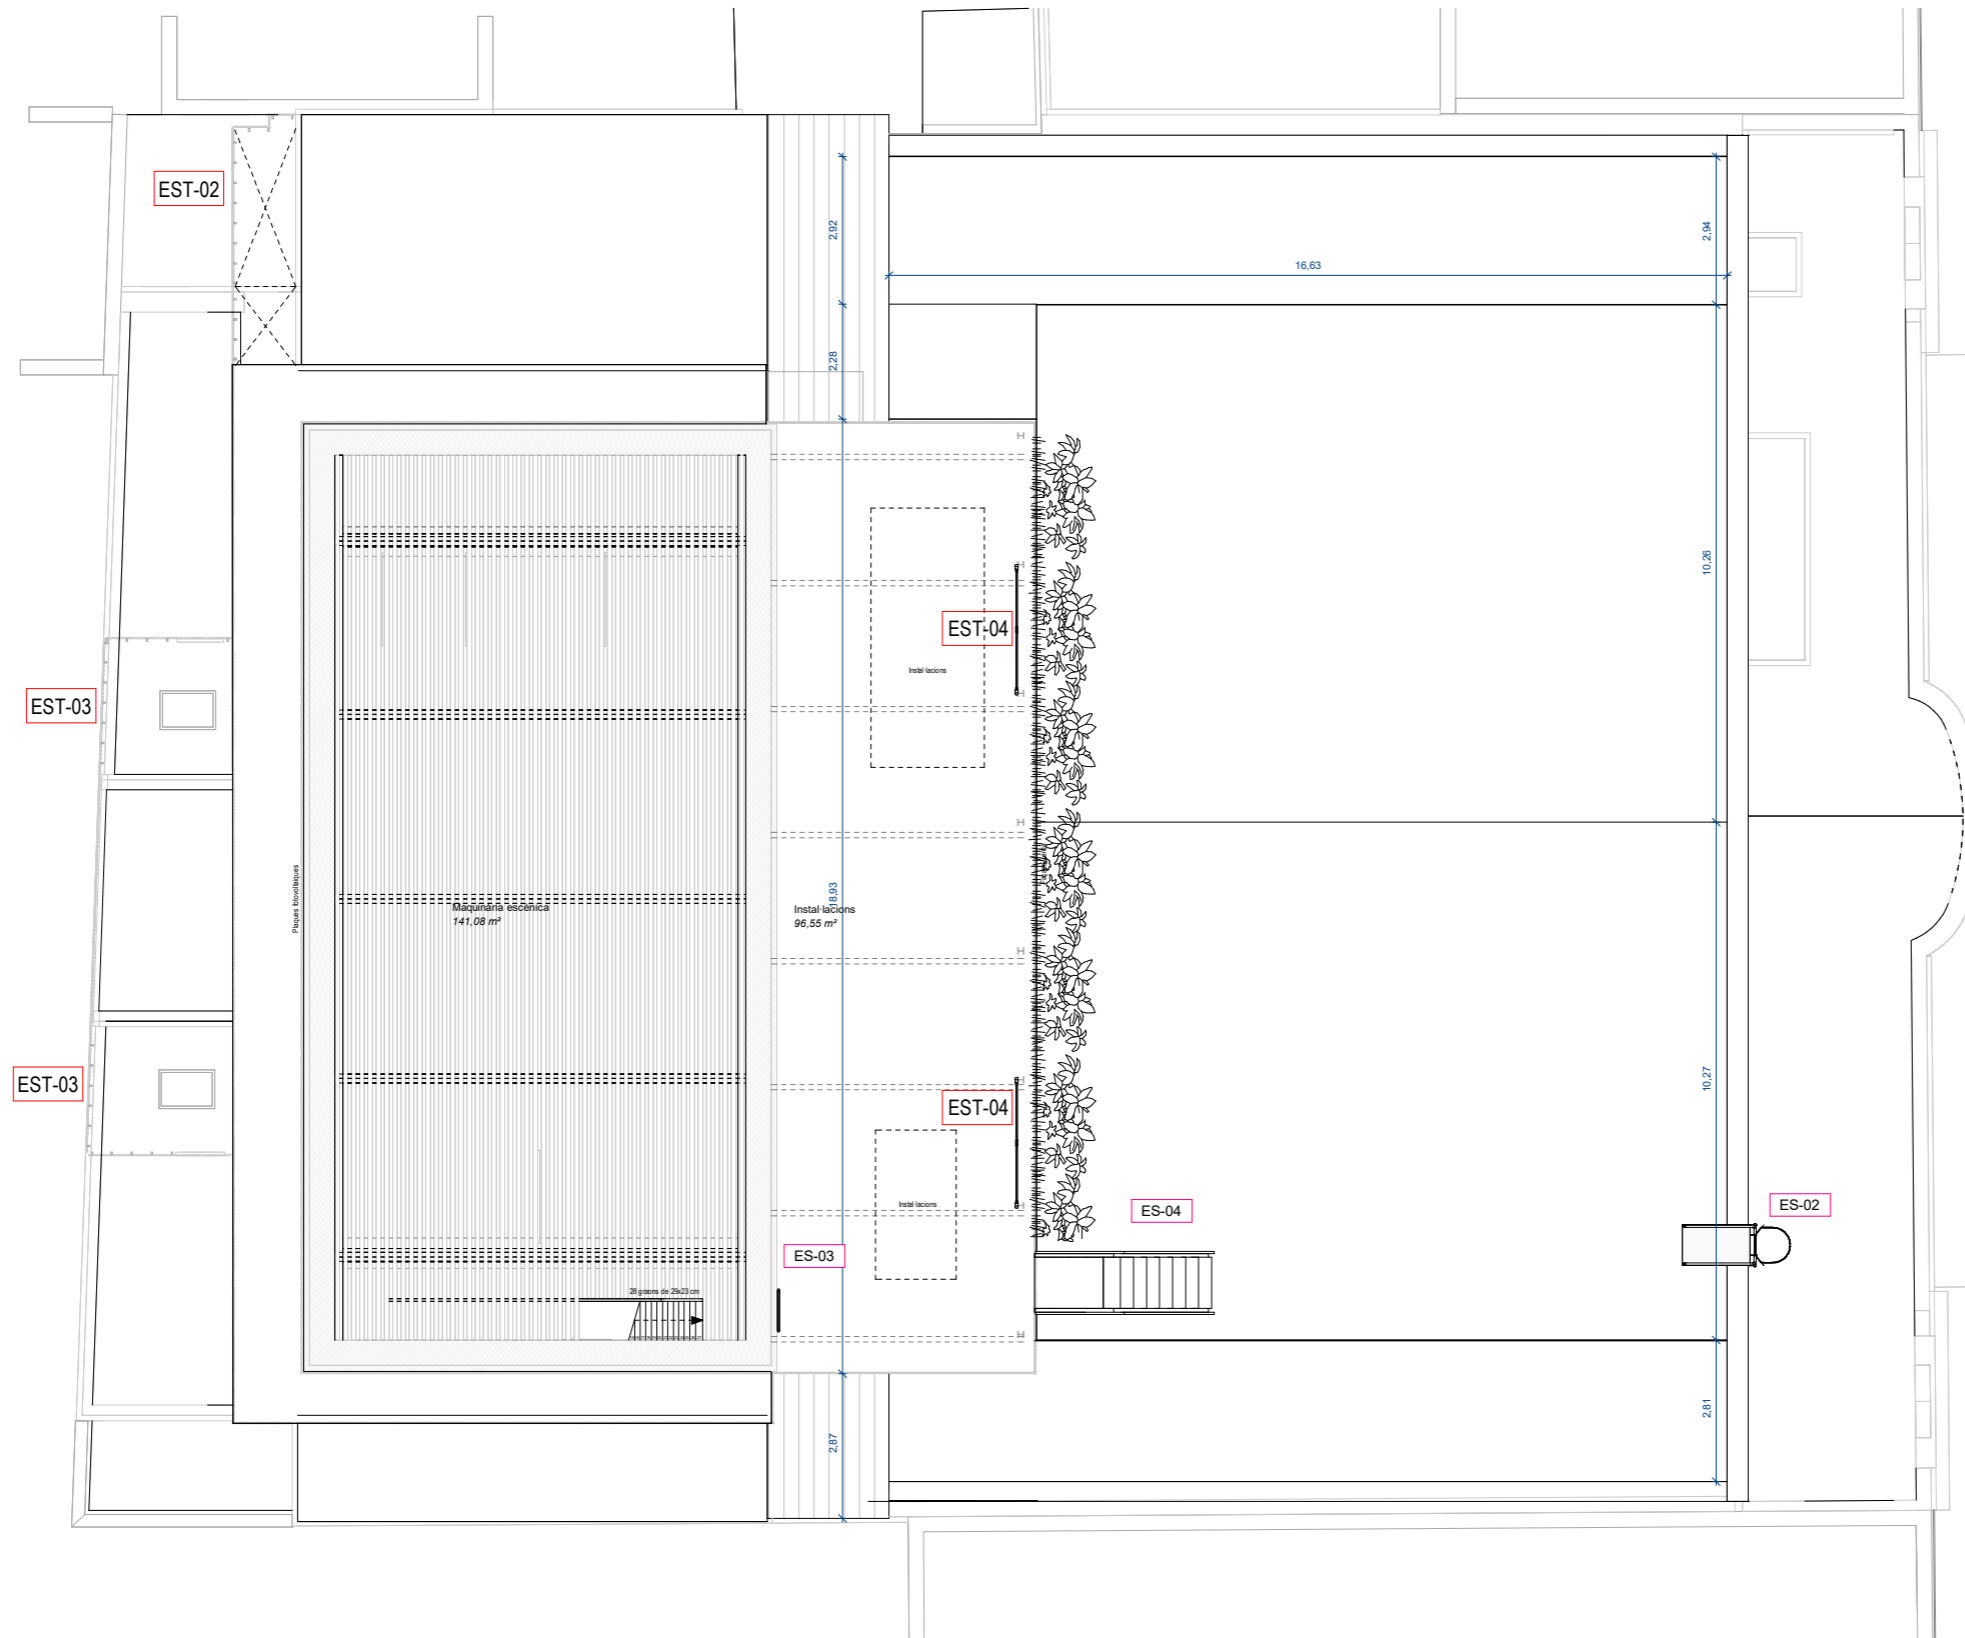 EST-02
2,92
2,94
16,63
2,28
10,26
EST-04
Instal·lacions
EST-03
Plaques fotovoltaiques
Maquinària escènica
141,08 m²
Instal·lacions
96,55 m²
18,93
EST-03
EST-04
10,27
Instal·lacions
ES-04
ES-02
ES-03
28 graons de 29x23 cm
2,81
2,87